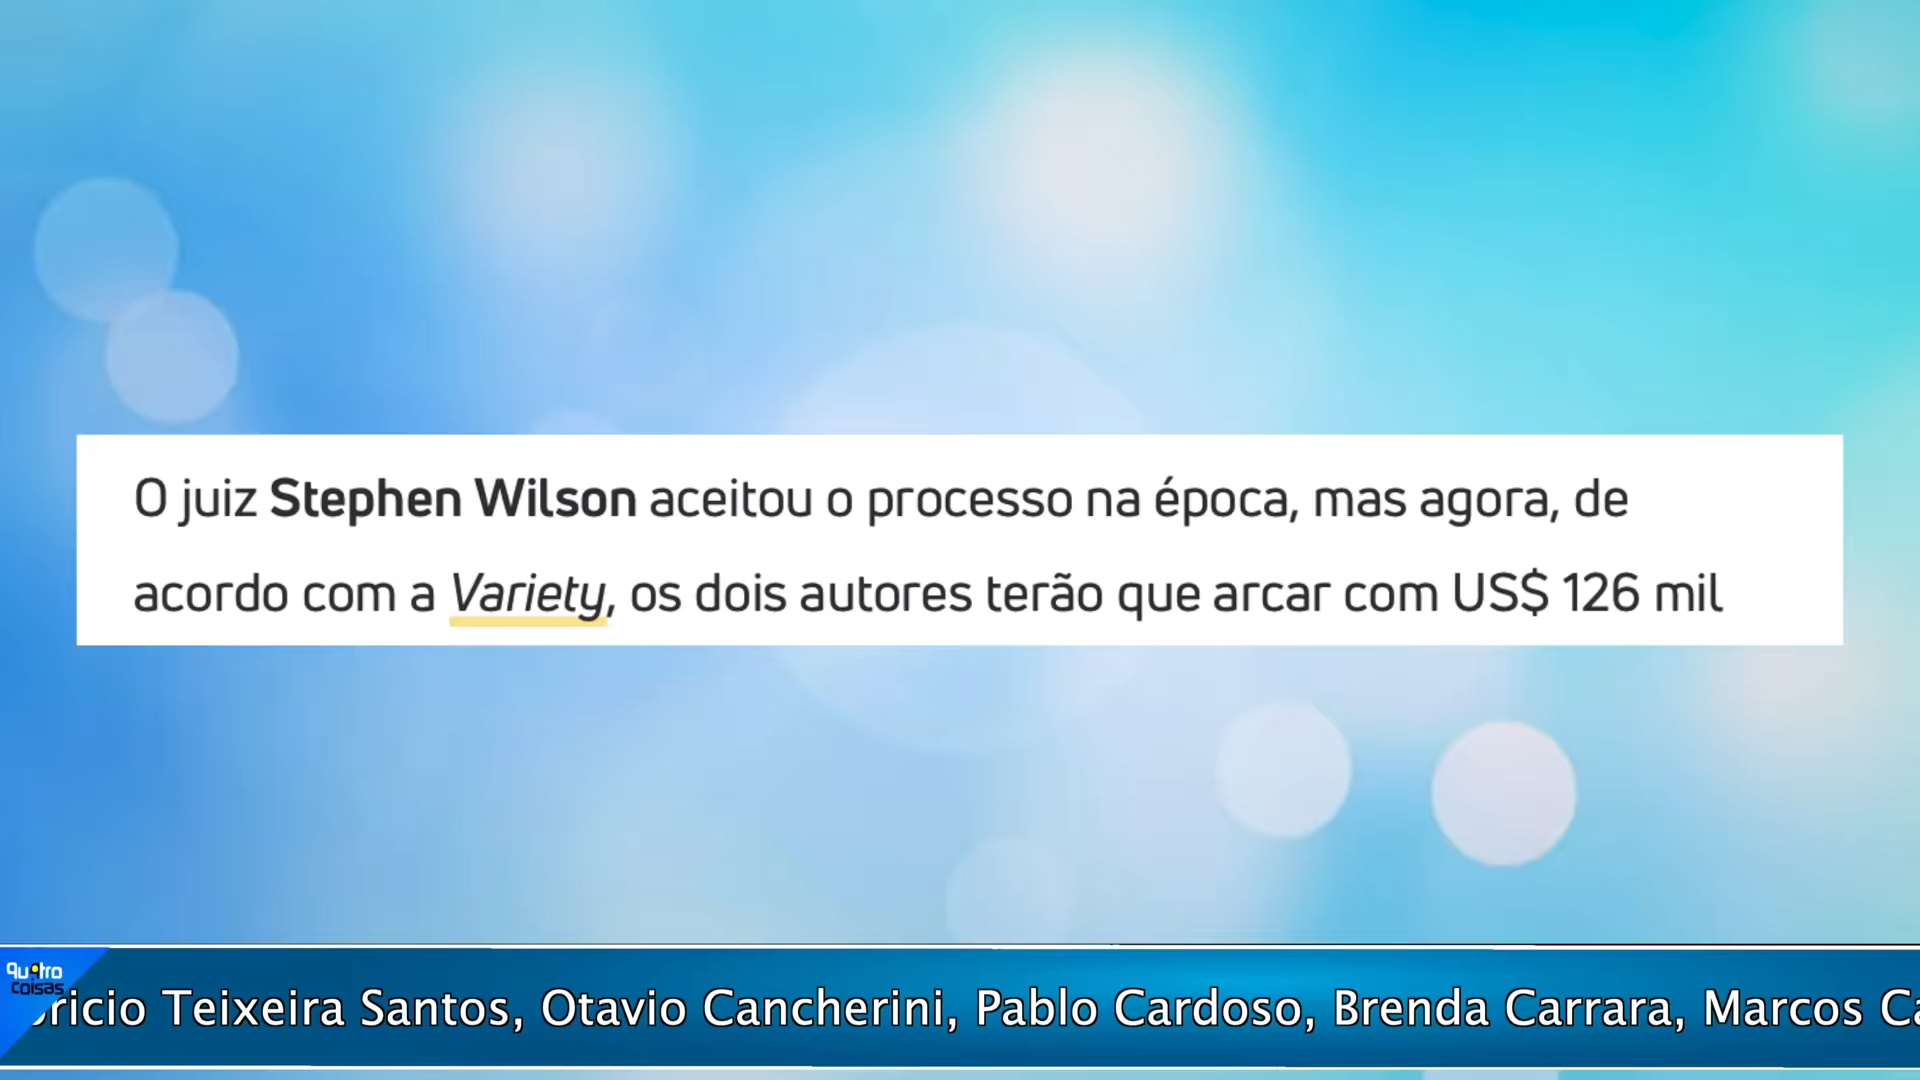 O juiz Stephen Wilson aceitou o processo na época, mas agora, de
acordo com a Variety, os dois autores terão que arcar com US$ 126 mil
quatro
coisas
Teixeira Santos, Otavio Cancherini, Pablo Cardoso, Brenda Carrara, Marcos